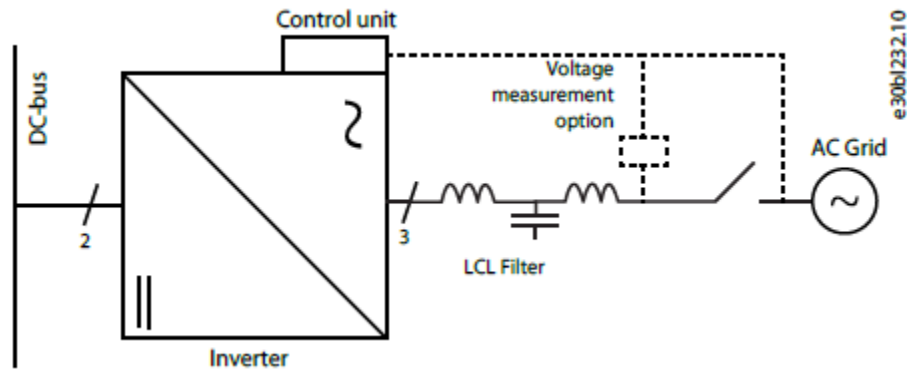 Control unit
DC-bus
Voltage
measurement
option
e30bl232.10
AC Grid
2
3
LCL Filter
Inverter